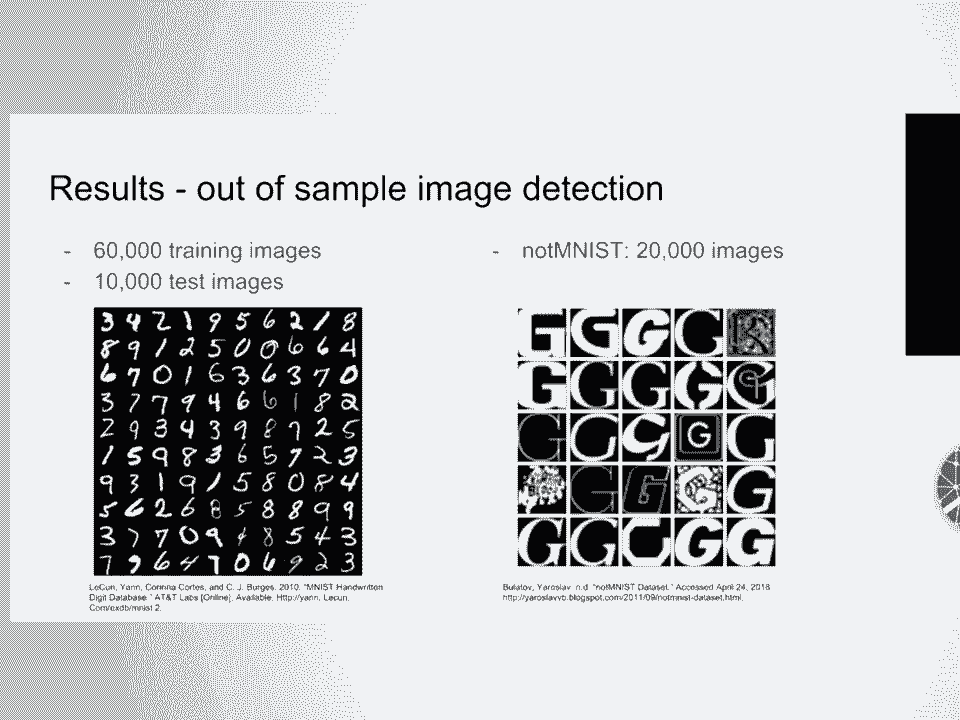 Results - out of sample image detection
- 60,000 training images
- 10,000 test images
3 4 2 1 9 5 6 2 1 8
8 9 1 2 5 0 0 6 6 4
6 7 0 1 6 3 6 3 7 0
3 7 7 9 4 6 6 1 8 2
2 9 3 4 3 9 8 7 2 5
1 5 9 8 3 6 5 7 2 3
9 3 1 9 1 5 8 0 8 4
5 6 2 6 8 5 8 8 9 9
3 7 7 0 9 4 8 5 4 3
7 9 6 4 7 0 6 9 2 3
LeCun, Yann, Corinna Cortes, and C. J. Burges. 2010. "MNIST Handwritten
Digit Database." AT&T Labs [Online]. Available. Http://yann. Lecun.
Com/exdb/mnist 2.
- notMNIST: 20,000 images
G G G G
G G G G G
G G G G G
G G G G
G G G G G
Bulatov, Yaroslav. n.d. "notMNIST Dataset." Accessed April 24, 2018.
http://yaroslavvb.blogspot.com/2011/09/notmnist-dataset.html.